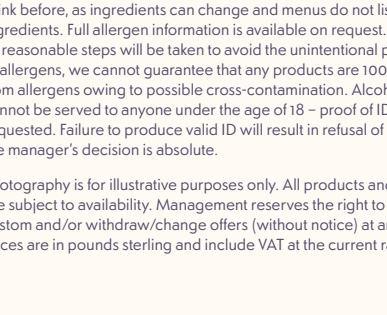 ink before, as ingredients can change and menus do not lis
gredients. Full allergen information is available on request.
reasonable steps will be taken to avoid the unintentional p
allergens, we cannot guarantee that any products are 100
om allergens owing to possible cross-contamination. Alcoh
nnot be served to anyone under the age of 18 – proof of ID
quested. Failure to produce valid ID will result in refusal of
e manager's decision is absolute.
otography is for illustrative purposes only. All products and
e subject to availability. Management reserves the right to
stom and/or withdraw/change offers (without notice) at an
ces are in pounds sterling and include VAT at the current ra